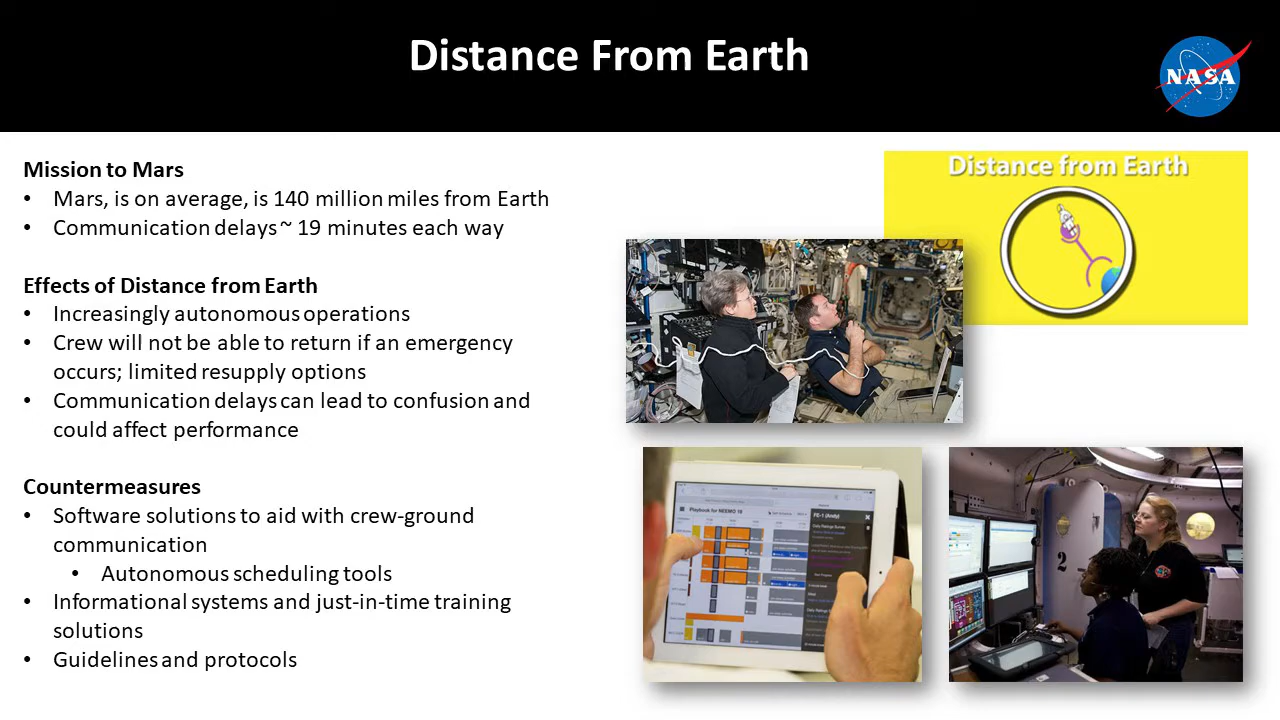 Distance From Earth
NASA
Mission to Mars
• Mars, is on average, is 140 million miles from Earth
• Communication delays ~ 19 minutes each way
Effects of Distance from Earth
• Increasingly autonomous operations
• Crew will not be able to return if an emergency
occurs; limited resupply options
• Communication delays can lead to confusion and
could affect performance
Countermeasures
• Software solutions to aid with crew-ground
communication
• Autonomous scheduling tools
• Informational systems and just-in-time training
solutions
• Guidelines and protocols
Distance from Earth
Playbook for NEEMO
2